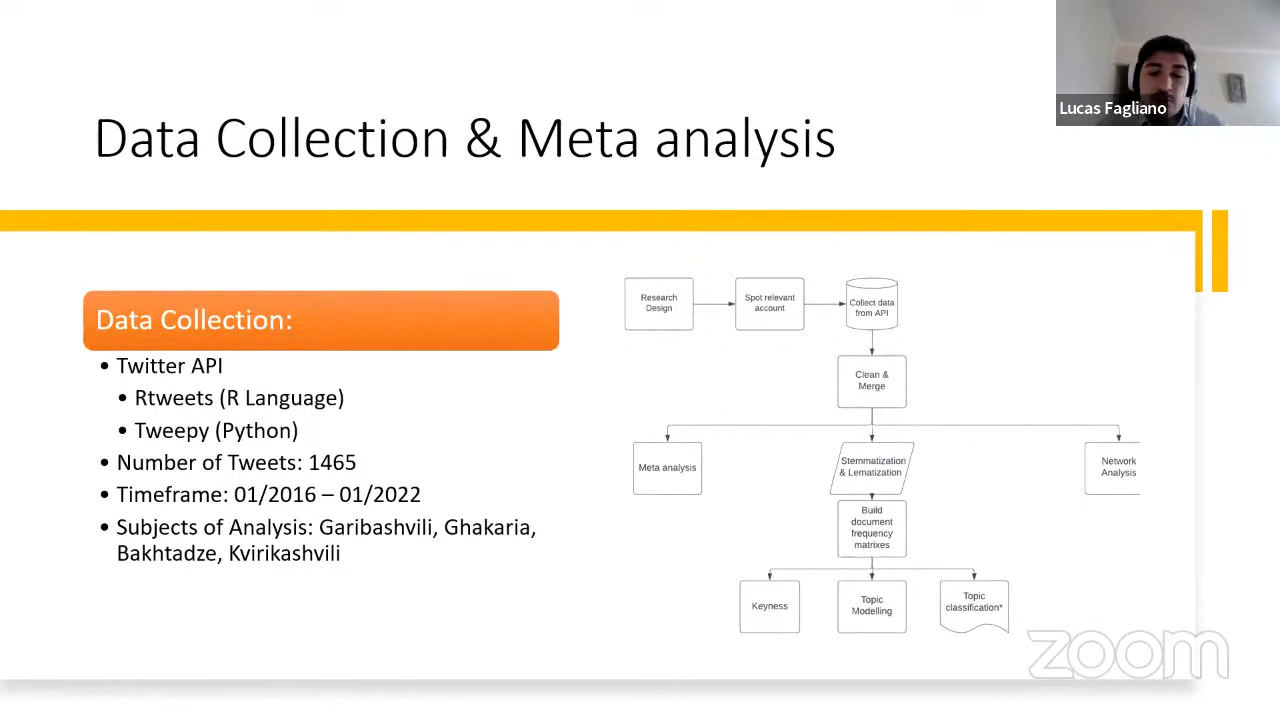 Lucas Fagliano
Data Collection & Meta analysis
Data Collection:
• Twitter API
• Rtweets (R Language)
• Tweepy (Python)
• Number of Tweets: 1465
• Timeframe: 01/2016 – 01/2022
• Subjects of Analysis: Garibashvili, Ghakaria,
Bakhtadze, Kvirikashvili
Research
Design
Spot relevant
account
Collect data
from API
Clean &
Merge
Meta analysis
Stemmatization
& Lematization
Network
Analysis
Build
document
frequency
matrixes
Keyness
Topic
Modelling
Topic
classification*
zoom